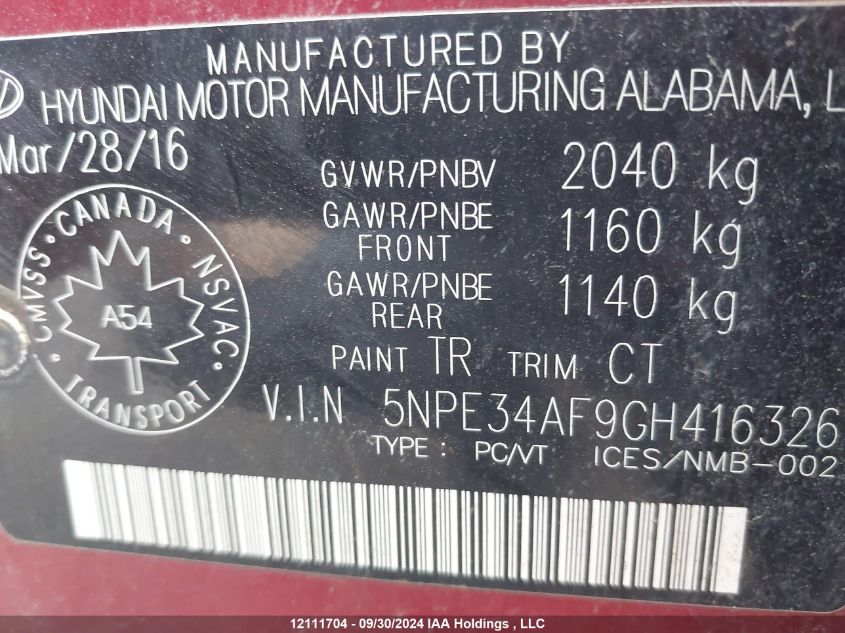 MANUFACTURED BY
HYUNDAI MOTOR MANUFACTURING ALABAMA, L
Mar/28/16
GVWR/PNBV 2040 kg
GAWR/PNBE FRONT 1160 kg
GAWR/PNBE REAR 1140 kg
CMVSS · CANADA · NSVAC · TRANSPORT ·
A54
PAINT TR TRIM CT
V.I.N 5NPE34AF9GH416326
TYPE : PC/VT ICES/NMB-002
12111704 - 09/30/2024 IAA Holdings , LLC